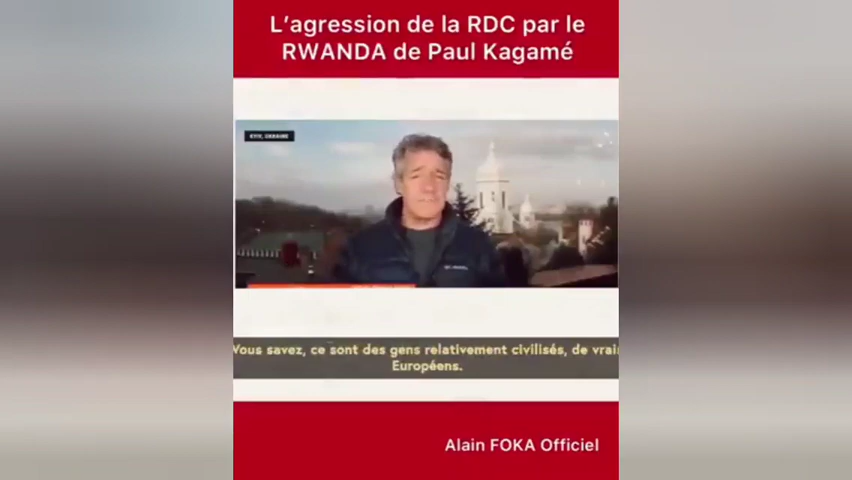 L’agression de la RDC par le
RWANDA de Paul Kagamé
KYIV, UKRAINE
Vous savez, ce sont des gens relativement civilisés, de vrais
Européens.
Alain FOKA Officiel